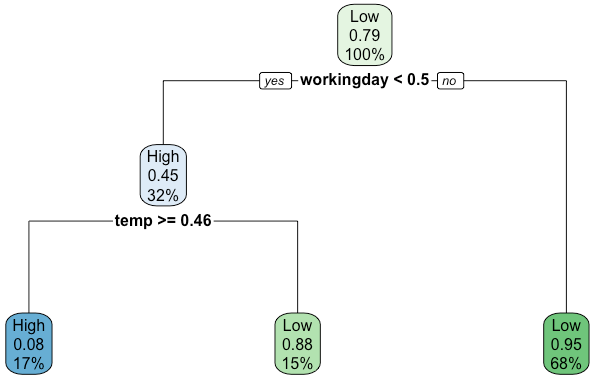 Low
0.79
100%
yes workingday < 0.5 no
High
0.45
32%
temp >= 0.46
High
0.08
17%
Low
0.88
15%
Low
0.95
68%